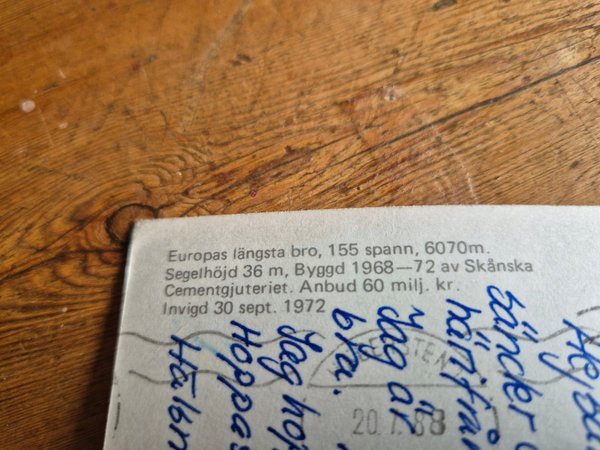 Europas längsta bro, 155 spann, 6070m.
Segelhöjd 36 m, Byggd 1968—72 av Skånska
Cementgjuteriet. Anbud 60 milj. kr.
Invigd 30 sept. 1972
20.7.88
sänder
härifrån
Jag är
bra.
Jag hop
Hoppas